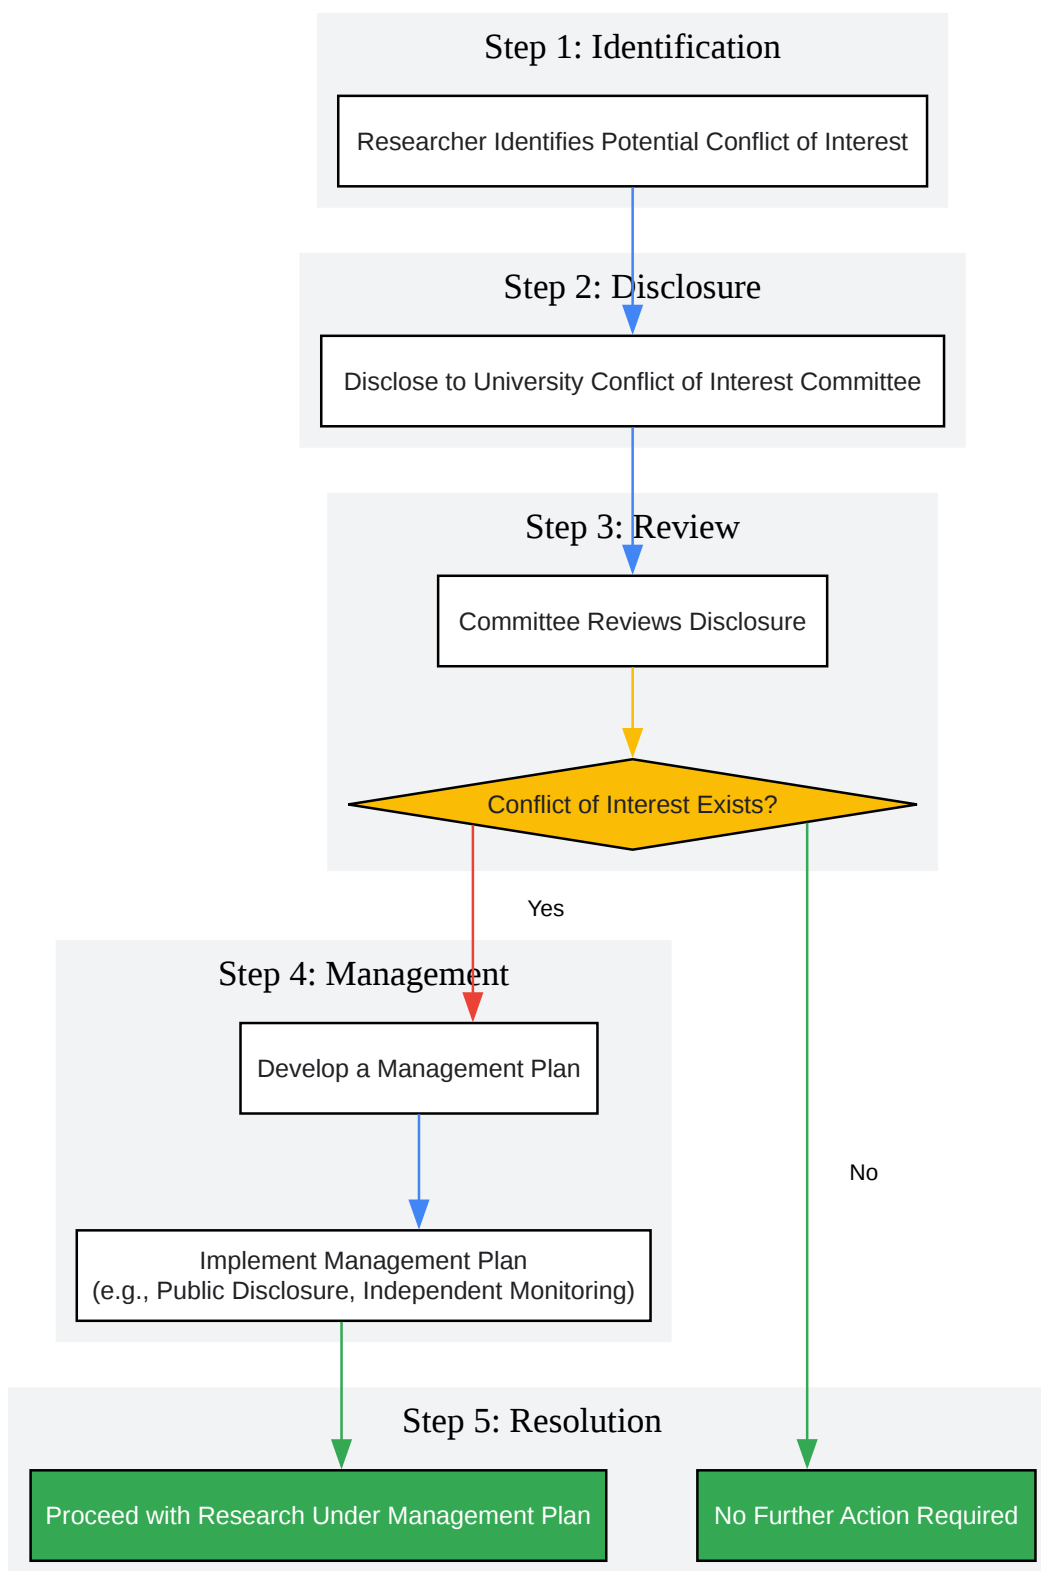 Step 1: Identification
Researcher Identifies Potential Conflict of Interest
Step 2: Disclosure
Disclose to University Conflict of Interest Committee
Step 3: Review
Committee Reviews Disclosure
Conflict of Interest Exists?
Yes
Step 4: Management
Develop a Management Plan
No
Implement Management Plan
(e.g., Public Disclosure, Independent Monitoring)
Step 5: Resolution
Proceed with Research Under Management Plan
No Further Action Required